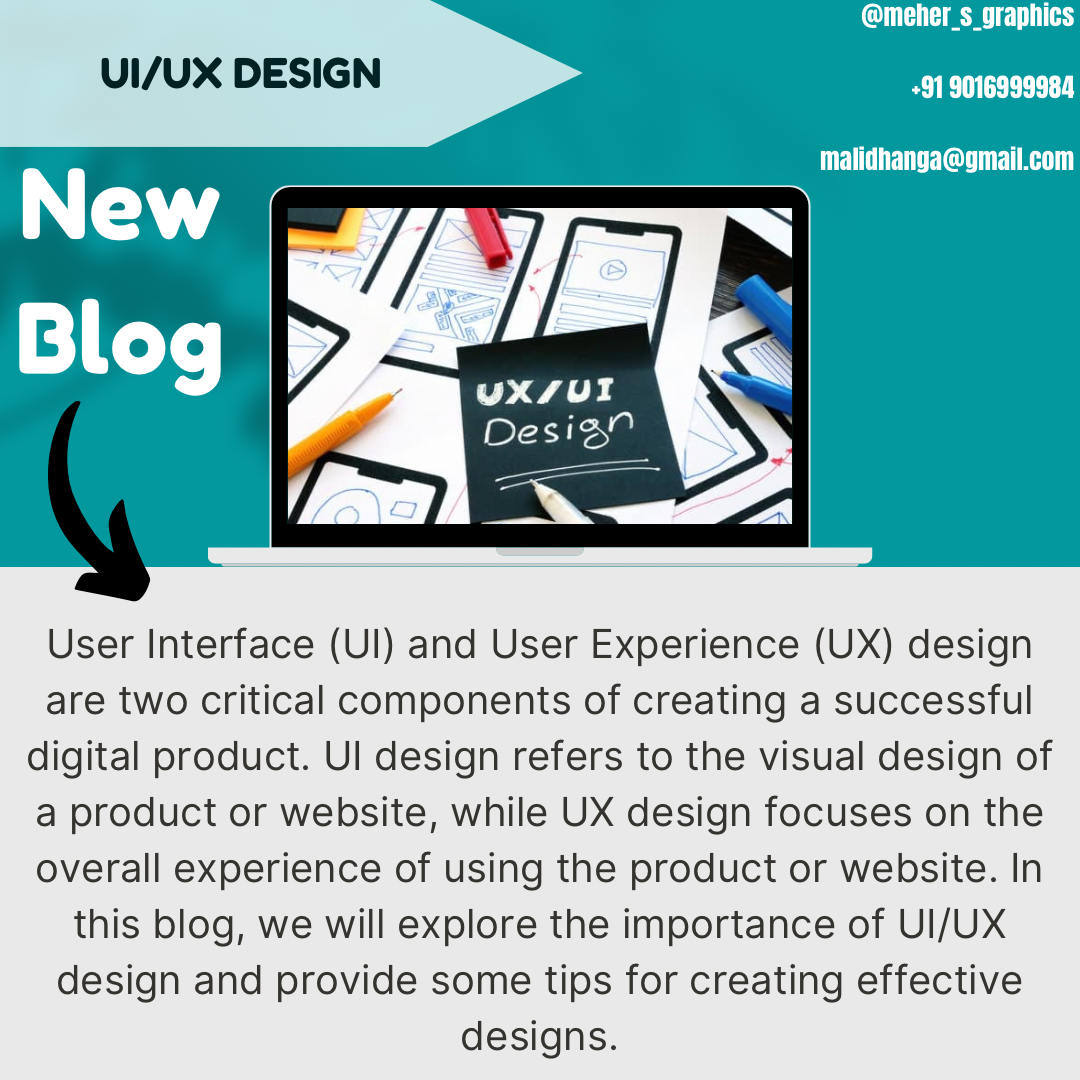 UI/UX DESIGN
@meher_s_graphics
+91 9016999984
malidhanga@gmail.com
New
Blog
UX/UI
Design
User Interface (UI) and User Experience (UX) design
are two critical components of creating a successful
digital product. UI design refers to the visual design of
a product or website, while UX design focuses on the
overall experience of using the product or website. In
this blog, we will explore the importance of UI/UX
design and provide some tips for creating effective
designs.